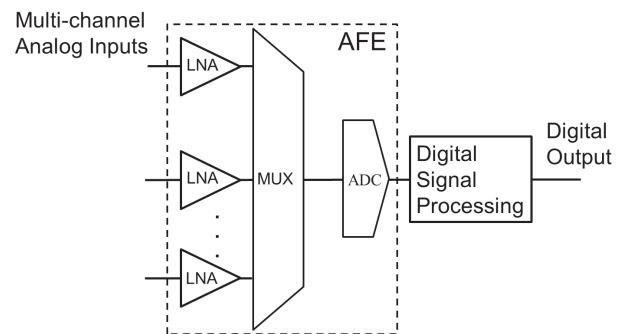 Multi-channel
Analog Inputs
AFE
LNA
LNA
MUX
ADC
Digital
Signal
Processing
Digital
Output
LNA